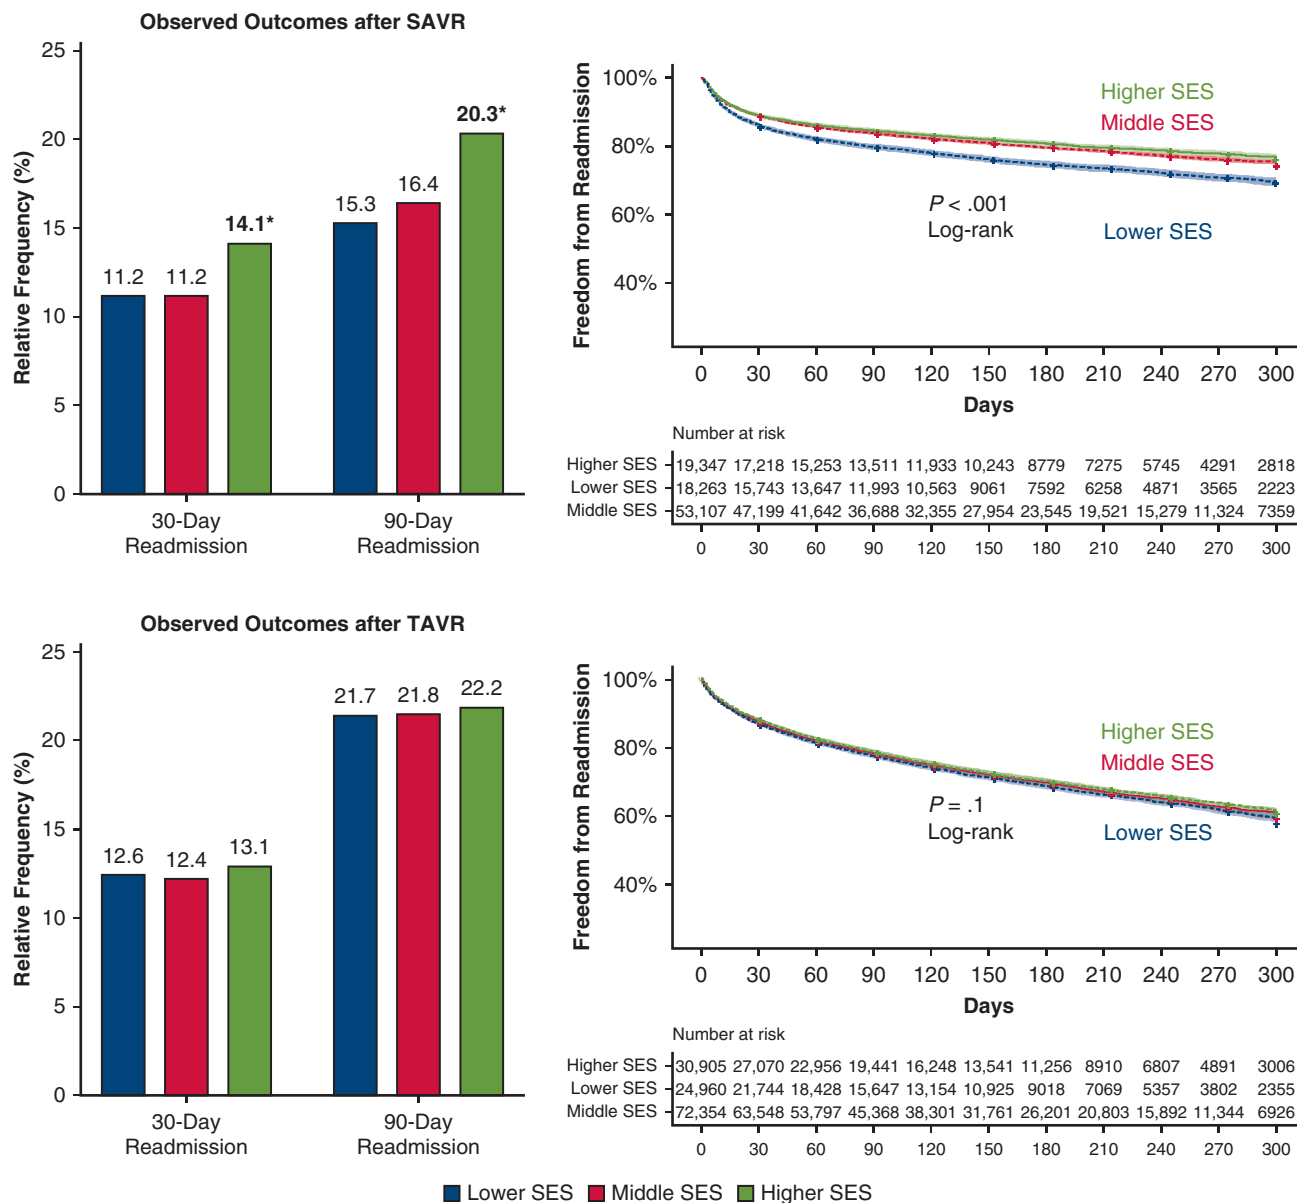 Observed Outcomes after SAVR
Relative Frequency (%)
25
20
15
10
5
0
11.2
11.2
14.1*
15.3
16.4
20.3*
30-Day
Readmission
90-Day
Readmission
Freedom from Readmission
100%
80%
60%
40%
Higher SES
Middle SES
P < .001
Log-rank
Lower SES
0 30 60 90 120 150 180 210 240 270 300
Days
Number at risk
Higher SES 19,347 17,218 15,253 13,511 11,933 10,243 8779 7275 5745 4291 2818
Lower SES 18,263 15,743 13,647 11,993 10,563 9061 7592 6258 4871 3565 2223
Middle SES 53,107 47,199 41,642 36,688 32,355 27,954 23,545 19,521 15,279 11,324 7359
0 30 60 90 120 150 180 210 240 270 300
Observed Outcomes after TAVR
Relative Frequency (%)
25
20
15
10
5
0
12.6
12.4
13.1
21.7
21.8
22.2
30-Day
Readmission
90-Day
Readmission
Freedom from Readmission
100%
80%
60%
40%
Higher SES
Middle SES
P = .1
Log-rank
Lower SES
0 30 60 90 120 150 180 210 240 270 300
Days
Number at risk
Higher SES 30,905 27,070 22,956 19,441 16,248 13,541 11,256 8910 6807 4891 3006
Lower SES 24,960 21,744 18,428 15,647 13,154 10,925 9018 7069 5357 3802 2355
Middle SES 72,354 63,548 53,797 45,368 38,301 31,761 26,201 20,803 15,892 11,344 6926
0 30 60 90 120 150 180 210 240 270 300
Lower SES Middle SES Higher SES